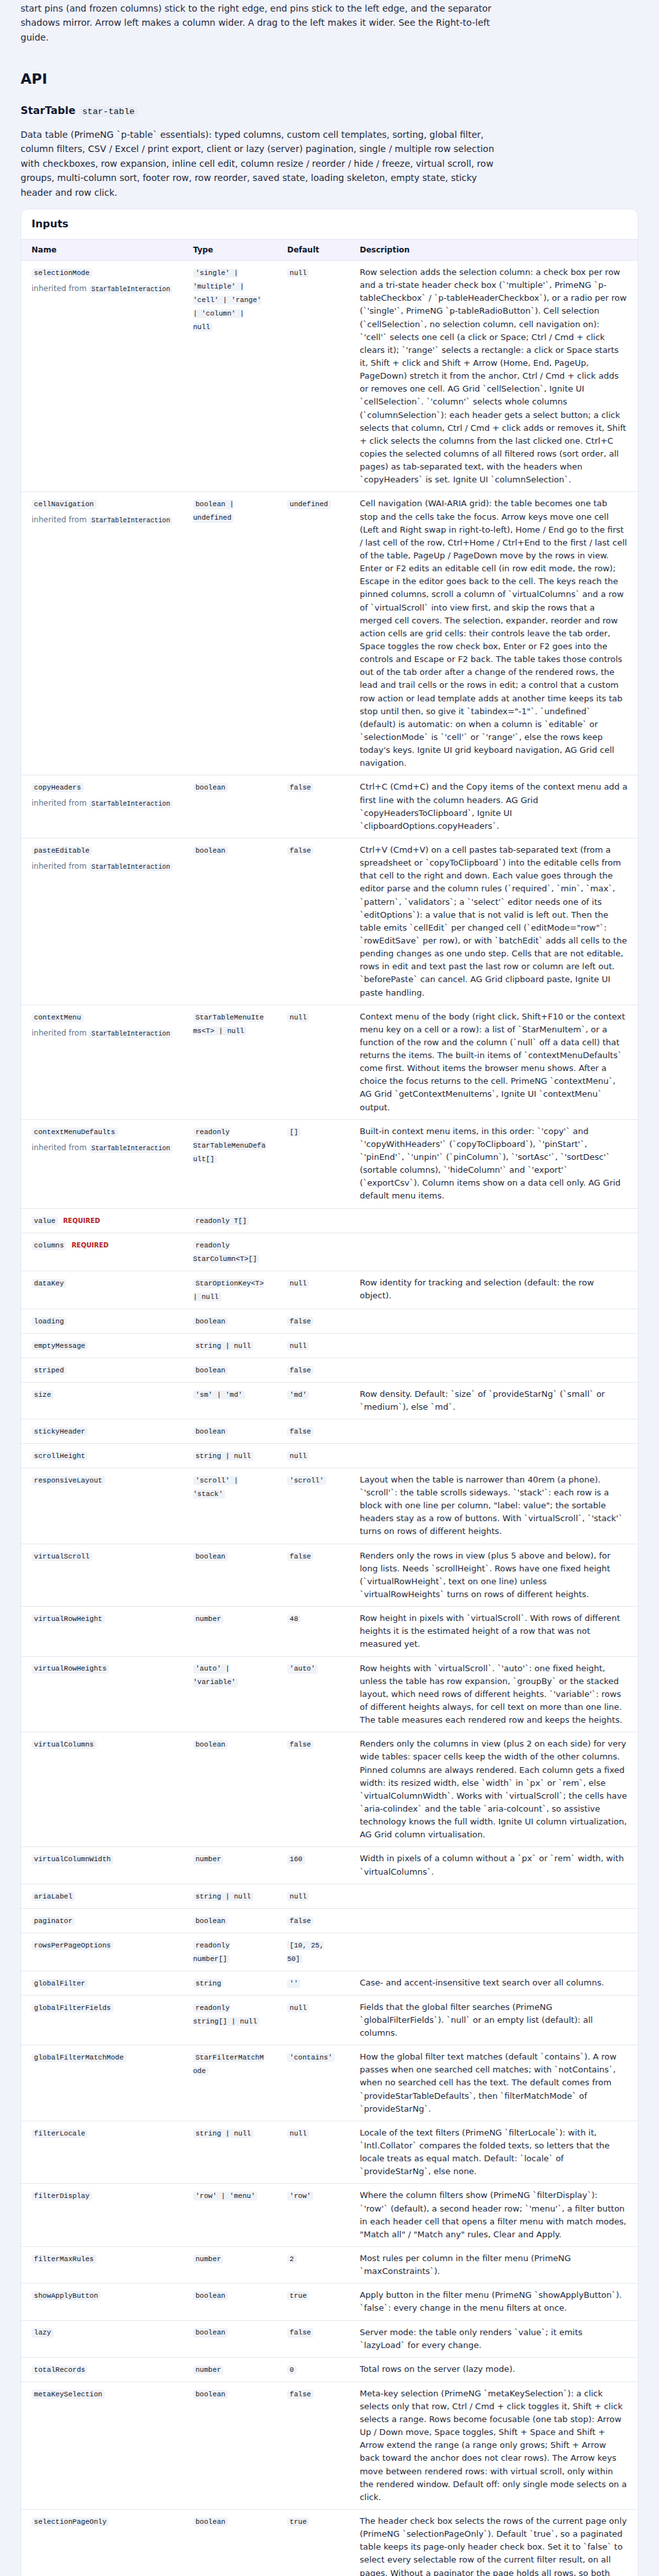 start pins (and frozen columns) stick to the right edge, end pins stick to the left edge, and the separator
shadows mirror. Arrow left makes a column wider. A drag to the left makes it wider. See the Right-to-left
guide.
API
StarTable star-table
Data table (PrimeNG `p-table` essentials): typed columns, custom cell templates, sorting, global filter,
column filters, CSV / Excel / print export, client or lazy (server) pagination, single / multiple row selection
with checkboxes, row expansion, inline cell edit, column resize / reorder / hide / freeze, virtual scroll, row
groups, multi-column sort, footer row, row reorder, saved state, loading skeleton, empty state, sticky
header and row click.
Inputs
Name Type Default Description
selectionMode 'single' | null Row selection adds the selection column: a check box per row
inherited from StarTableInteraction 'multiple' | and a tri-state header check box (`'multiple'`, PrimeNG `p-
'cell' | 'range' tableCheckbox` / `p-tableHeaderCheckbox`), or a radio per row
| 'column' | (`'single'`, PrimeNG `p-tableRadioButton`). Cell selection
null (`cellSelection`, no selection column, cell navigation on):
`'cell'` selects one cell (a click or Space; Ctrl / Cmd + click
clears it); `'range'` selects a rectangle: a click or Space starts
it, Shift + click and Shift + Arrow (Home, End, PageUp,
PageDown) stretch it from the anchor, Ctrl / Cmd + click adds
or removes one cell. AG Grid `cellSelection`, Ignite UI
`cellSelection`. `'column'` selects whole columns
(`columnSelection`): each header gets a select button; a click
selects that column, Ctrl / Cmd + click adds or removes it, Shift
+ click selects the columns from the last clicked one. Ctrl+C
copies the selected columns of all filtered rows (sort order, all
pages) as tab-separated text, with the headers when
`copyHeaders` is set. Ignite UI `columnSelection`.
cellNavigation boolean | undefined Cell navigation (WAI-ARIA grid): the table becomes one tab
inherited from StarTableInteraction undefined stop and the cells take the focus. Arrow keys move one cell
(Left and Right swap in right-to-left), Home / End go to the first
/ last cell of the row, Ctrl+Home / Ctrl+End to the first / last cell
of the table, PageUp / PageDown move by the rows in view.
Enter or F2 edits an editable cell (in row edit mode, the row);
Escape in the editor goes back to the cell. The keys reach the
pinned columns, scroll a column of `virtualColumns` and a row
of `virtualScroll` into view first, and skip the rows that a
merged cell covers. The selection, expander, reorder and row
action cells are grid cells: their controls leave the tab order,
Space toggles the row check box, Enter or F2 goes into the
controls and Escape or F2 back. The table takes those controls
out of the tab order after a change of the rendered rows, the
lead and trail cells or the rows in edit; a control that a custom
row action or lead template adds at another time keeps its tab
stop until then, so give it `tabindex="-1"`. `undefined`
(default) is automatic: on when a column is `editable` or
`selectionMode` is `'cell'` or `'range'`, else the rows keep
today's keys. Ignite UI grid keyboard navigation, AG Grid cell
navigation.
copyHeaders boolean false Ctrl+C (Cmd+C) and the Copy items of the context menu add a
inherited from StarTableInteraction first line with the column headers. AG Grid
`copyHeadersToClipboard`, Ignite UI
`clipboardOptions.copyHeaders`.
pasteEditable boolean false Ctrl+V (Cmd+V) on a cell pastes tab-separated text (from a
inherited from StarTableInteraction spreadsheet or `copyToClipboard`) into the editable cells from
that cell to the right and down. Each value goes through the
editor parse and the column rules (`required`, `min`, `max`,
`pattern`, `validators`; a `'select'` editor needs one of its
`editOptions`): a value that is not valid is left out. Then the
table emits `cellEdit` per changed cell (`editMode="row"`:
`rowEditSave` per row), or with `batchEdit` adds all cells to the
pending changes as one undo step. Cells that are not editable,
rows in edit and text past the last row or column are left out.
`beforePaste` can cancel. AG Grid clipboard paste, Ignite UI
paste handling.
contextMenu StarTableMenuIte null Context menu of the body (right click, Shift+F10 or the context
inherited from StarTableInteraction ms<T> | null menu key on a cell or a row): a list of `StarMenuItem`, or a
function of the row and the column (`null` off a data cell) that
returns the items. The built-in items of `contextMenuDefaults`
come first. Without items the browser menu shows. After a
choice the focus returns to the cell. PrimeNG `contextMenu`,
AG Grid `getContextMenuItems`, Ignite UI `contextMenu`
output.
contextMenuDefaults readonly [] Built-in context menu items, in this order: `'copy'` and
inherited from StarTableInteraction StarTableMenuDefa `'copyWithHeaders'` (`copyToClipboard`), `'pinStart'`,
ult[] `'pinEnd'`, `'unpin'` (`pinColumn`), `'sortAsc'`, `'sortDesc'`
(sortable columns), `'hideColumn'` and `'export'`
(`exportCsv`). Column items show on a data cell only. AG Grid
default menu items.
value REQUIRED readonly T[]
columns REQUIRED readonly
StarColumn<T>[]
dataKey StarOptionKey<T> null Row identity for tracking and selection (default: the row
| null object).
loading boolean false
emptyMessage string | null null
striped boolean false
size 'sm' | 'md' 'md' Row density. Default: `size` of `provideStarNg` (`small` or
`medium`), else `md`.
stickyHeader boolean false
scrollHeight string | null null
responsiveLayout 'scroll' | 'scroll' Layout when the table is narrower than 40rem (a phone).
'stack' `'scroll'`: the table scrolls sideways. `'stack'`: each row is a
block with one line per column, "label: value"; the sortable
headers stay as a row of buttons. With `virtualScroll`, `'stack'`
turns on rows of different heights.
virtualScroll boolean false Renders only the rows in view (plus 5 above and below), for
long lists. Needs `scrollHeight`. Rows have one fixed height
(`virtualRowHeight`, text on one line) unless
`virtualRowHeights` turns on rows of different heights.
virtualRowHeight number 48 Row height in pixels with `virtualScroll`. With rows of different
heights it is the estimated height of a row that was not
measured yet.
virtualRowHeights 'auto' | 'auto' Row heights with `virtualScroll`. `'auto'`: one fixed height,
'variable' unless the table has row expansion, `groupBy` or the stacked
layout, which need rows of different heights. `'variable'`: rows
of different heights always, for cell text on more than one line.
The table measures each rendered row and keeps the heights.
virtualColumns boolean false Renders only the columns in view (plus 2 on each side) for very
wide tables: spacer cells keep the width of the other columns.
Pinned columns are always rendered. Each column gets a fixed
width: its resized width, else `width` in `px` or `rem`, else
`virtualColumnWidth`. Works with `virtualScroll`; the cells have
`aria-colindex` and the table `aria-colcount`, so assistive
technology knows the full width. Ignite UI column virtualization,
AG Grid column virtualisation.
virtualColumnWidth number 160 Width in pixels of a column without a `px` or `rem` width, with
`virtualColumns`.
ariaLabel string | null null
paginator boolean false
rowsPerPageOptions readonly [10, 25,
number[] 50]
globalFilter string '' Case- and accent-insensitive text search over all columns.
globalFilterFields readonly null Fields that the global filter searches (PrimeNG
string[] | null `globalFilterFields`). `null` or an empty list (default): all
columns.
globalFilterMatchMode StarFilterMatchM 'contains' How the global filter text matches (default `contains`). A row
ode passes when one searched cell matches; with `notContains`,
when no searched cell has the text. The default comes from
`provideStarTableDefaults`, then `filterMatchMode` of
`provideStarNg`.
filterLocale string | null null Locale of the text filters (PrimeNG `filterLocale`): with it,
`Intl.Collator` compares the folded texts, so letters that the
locale treats as equal match. Default: `locale` of
`provideStarNg`, else none.
filterDisplay 'row' | 'menu' 'row' Where the column filters show (PrimeNG `filterDisplay`):
`'row'` (default), a second header row; `'menu'`, a filter button
in each header cell that opens a filter menu with match modes,
"Match all" / "Match any" rules, Clear and Apply.
filterMaxRules number 2 Most rules per column in the filter menu (PrimeNG
`maxConstraints`).
showApplyButton boolean true Apply button in the filter menu (PrimeNG `showApplyButton`).
`false`: every change in the menu filters at once.
lazy boolean false Server mode: the table only renders `value`; it emits
`lazyLoad` for every change.
totalRecords number 0 Total rows on the server (lazy mode).
metaKeySelection boolean false Meta-key selection (PrimeNG `metaKeySelection`): a click
selects only that row, Ctrl / Cmd + click toggles it, Shift + click
selects a range. Rows become focusable (one tab stop): Arrow
Up / Down move, Space toggles, Shift + Space and Shift +
Arrow extend the range (a range only grows; Shift + Arrow
back toward the anchor does not clear rows). The Arrow keys
move between rendered rows: with virtual scroll, only within
the rendered window. Default off: only single mode selects on a
click.
selectionPageOnly boolean true The header check box selects the rows of the current page only
(PrimeNG `selectionPageOnly`). Default `true`, so a paginated
table keeps its page-only header check box. Set it to `false` to
select every selectable row of the current filter result, on all
pages. Without a paginator the page holds all rows, so both